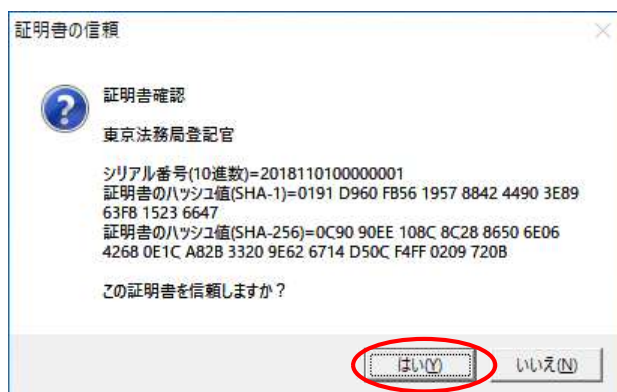 証明書の信頼
証明書確認
東京法務局登記官
シリアル番号(10進数)=2018110100000001
証明書のハッシュ値(SHA-1)=0191 D960 FB56 1957 8842 4490 3E89
63F8 1523 6647
証明書のハッシュ値(SHA-256)=0C90 90EE 108C 8C28 8650 6E06
4268 0E1C A82B 3320 9E62 6714 D50C F4FF 0209 720B
この証明書を信頼しますか？
はい(Y) いいえ(N)